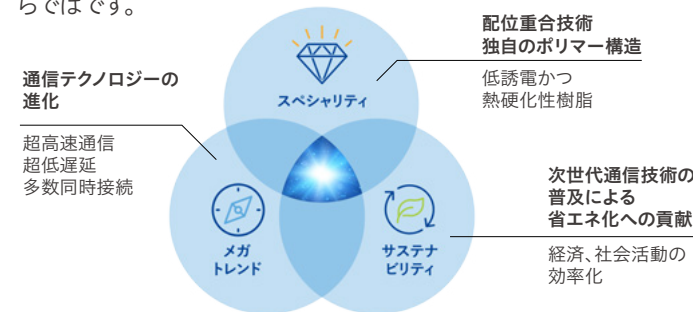 らではです。
配位重合技術
独自のポリマー構造
低誘電かつ
熱硬化性樹脂
通信テクノロジーの
進化
超高速通信
超低遅延
多数同時接続
スペシャリティ
メガ
トレンド
サステナ
ビリティ
次世代通信技術の
普及による
省エネ化への貢献
経済、社会活動の
効率化